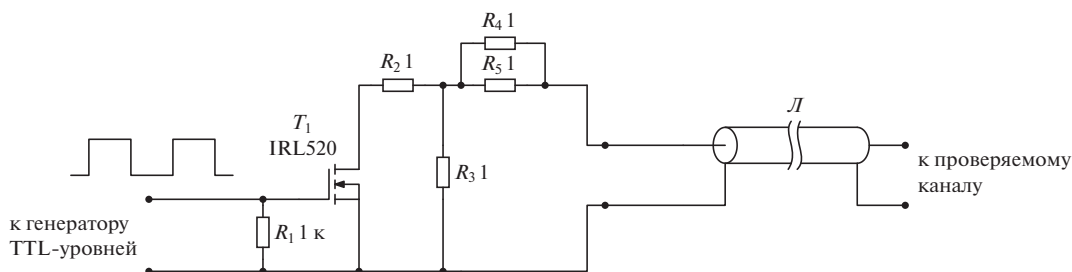 R₄ 1
R₂ 1
R₅ 1
Л
T₁
IRL520
R₃ 1
к проверяемому
каналу
к генератору
TTL-уровней
R₁ 1 к